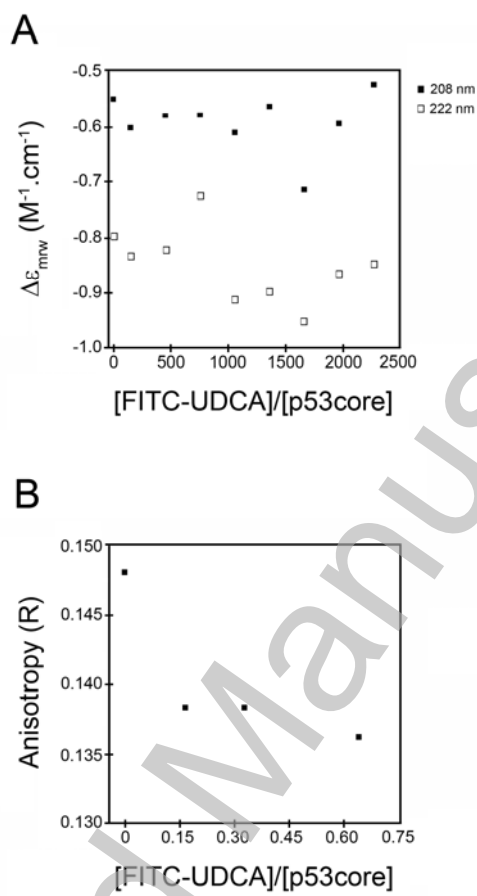 A
-0.5
-0.6
-0.7
-0.8
-0.9
-1.0
Δε_mrw (M⁻¹.cm⁻¹)
0 500 1000 1500 2000 2500
[FITC-UDCA]/[p53core]
208 nm
222 nm
B
0.150
0.145
0.140
0.135
0.130
Anisotropy (R)
0 0.15 0.30 0.45 0.60 0.75
[FITC-UDCA]/[p53core]
d Manus